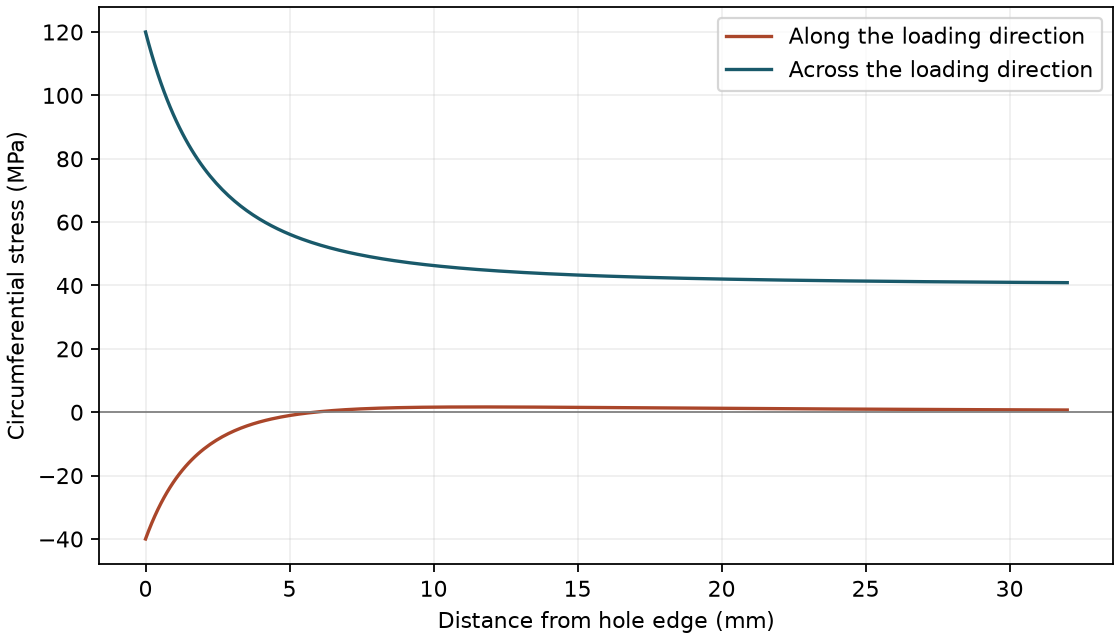 Along the loading direction
Across the loading direction
Circumferential stress (MPa)
120
100
80
60
40
20
0
−20
−40
0 5 10 15 20 25 30
Distance from hole edge (mm)